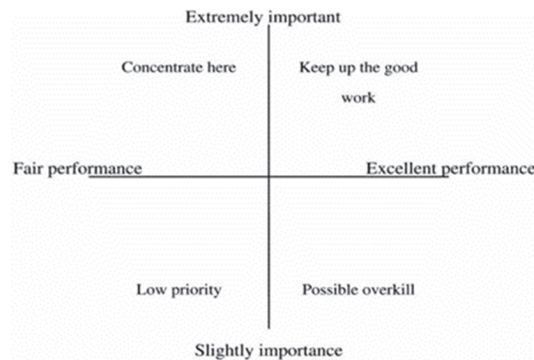 Extremely important
Concentrate here
Keep up the good
work
Fair performance
Excellent performance
Low priority
Possible overkill
Slightly importance